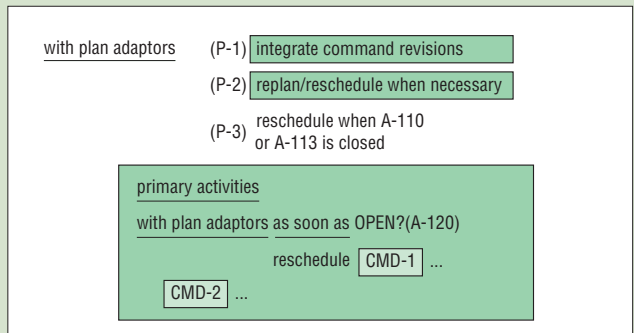 with plan adaptors (P-1) integrate command revisions
(P-2) replan/reschedule when necessary
(P-3) reschedule when A-110
or A-113 is closed
primary activities
with plan adaptors as soon as OPEN?(A-120)
reschedule CMD-1 ...
CMD-2 ...